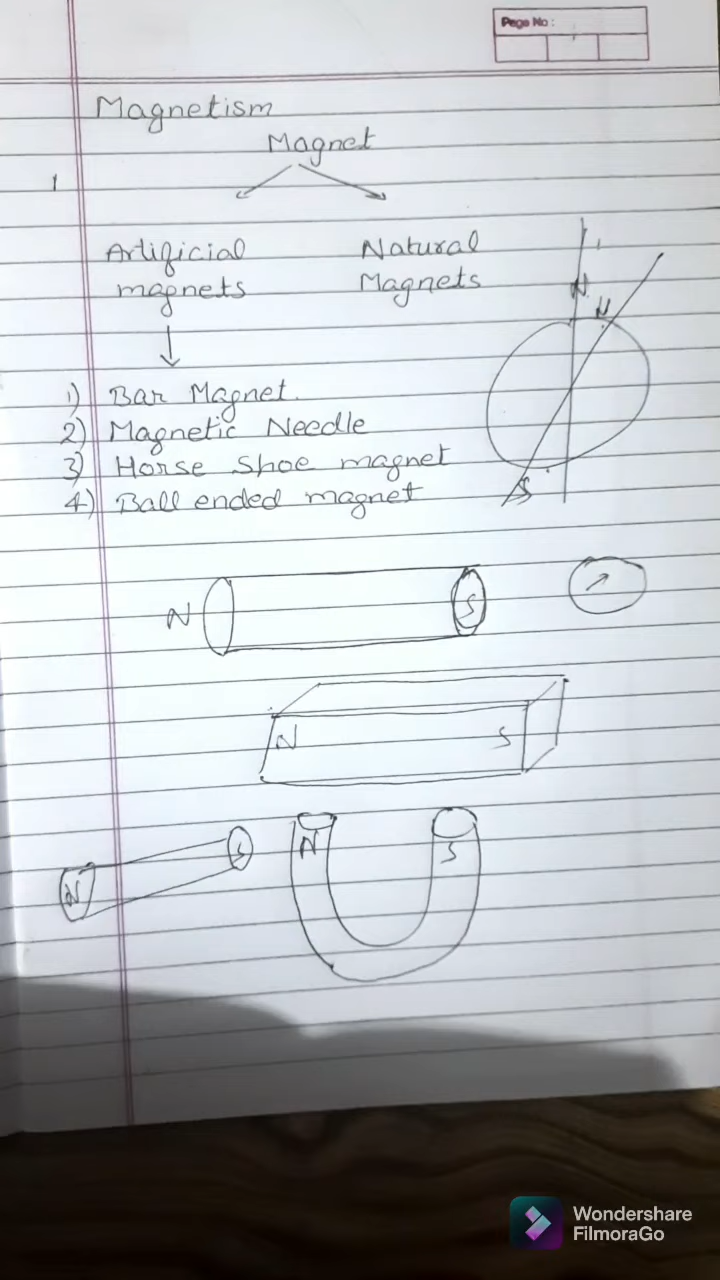 Page No :
Magnetism
Magnet
Artificial
magnets
Natural
Magnets
N
N
S
1) Bar Magnet.
2) Magnetic Needle
3) Horse Shoe magnet
4) Ball ended magnet
N S
N S
N S
N S
Wondershare
FilmoraGo